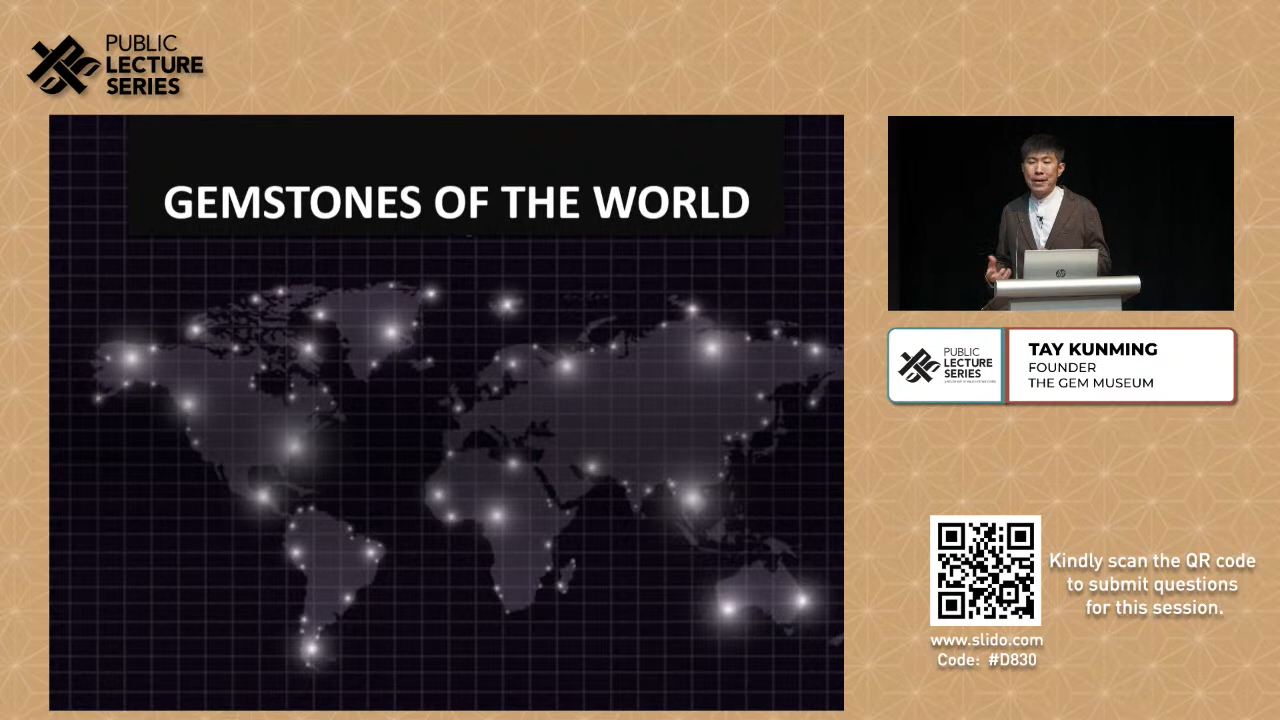 PUBLIC
LECTURE
SERIES
GEMSTONES OF THE WORLD
PUBLIC
LECTURE
SERIES
TAY KUNMING
FOUNDER
THE GEM MUSEUM
hp
Kindly scan the QR code
to submit questions
for this session.
www.slido.com
Code: #D830